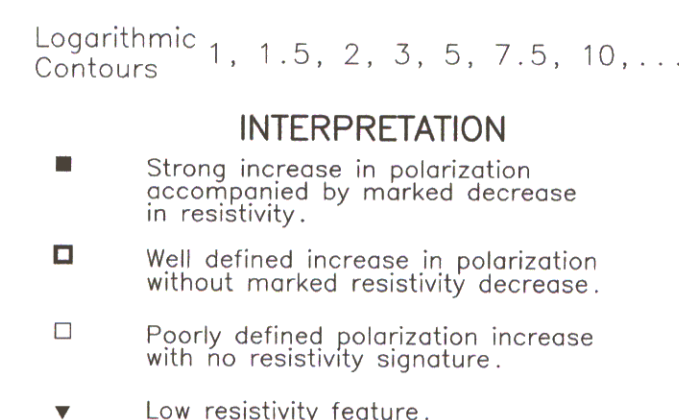 Logarithmic
Contours 1, 1.5, 2, 3, 5, 7.5, 10,...
INTERPRETATION
Strong increase in polarization
accompanied by marked decrease
in resistivity.
Well defined increase in polarization
without marked resistivity decrease.
Poorly defined polarization increase
with no resistivity signature.
Low resistivity feature.